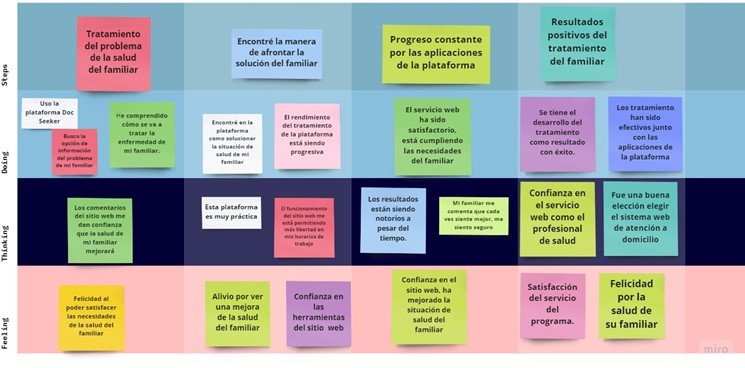 Steps
Tratamiento
del problema
de la salud
del familiar
Encontré la manera
de afrontar la
solución del familiar
Progreso constante
por las aplicaciones
de la plataforma
Resultados
positivos del
tratamiento
del familiar
Doing
Uso la
plataforma Doc
Seeker
Busco la
opción de
información del
problema de
mi familiar
He comprendido
cómo se va a
tratar la
enfermedad de
mi familiar.
Encontré en la
plataforma
como solucionar
la situación de
salud de mi
familiar
El rendimiento
del tratamiento
de la plataforma
está siendo
progresiva
El servicio web
ha sido
satisfactorio,
está cumpliendo
las necesidades
del familiar
Se tiene el
desarrollo del
tratamiento
como resultado
con éxito.
Los tratamiento
han sido
efectivos junto
con las
aplicaciones de
la plataforma
Thinking
Los comentarios
del sitio web me
dan confianza
que la salud de
mi familiar
mejorará
Esta plataforma
es muy práctica
El funcionamiento
del sitio web me
está permitiendo
más libertad en
mis horarios de
trabajo
Los resultados
están siendo
notorios a
pesar del
tiempo.
Mi familiar me
comenta que cada
ves siente mejor, me
siento seguro
Confianza en
el servicio
web como el
profesional
de salud
Fue una buena
elección elegir
el sistema web
de atención a
domicilio
Feeling
Felicidad al
poder satisfacer
las necesidades
de la salud del
familiar
Alivio por ver
una mejora
de la salud
del familiar
Confianza en
las
herramientas
del sitio web
Confianza en el
sitio web, ha
mejorado la
situación de
salud del
familiar
Satisfacción
del servicio
del
programa.
Felicidad
por la
salud de
su familiar
miro